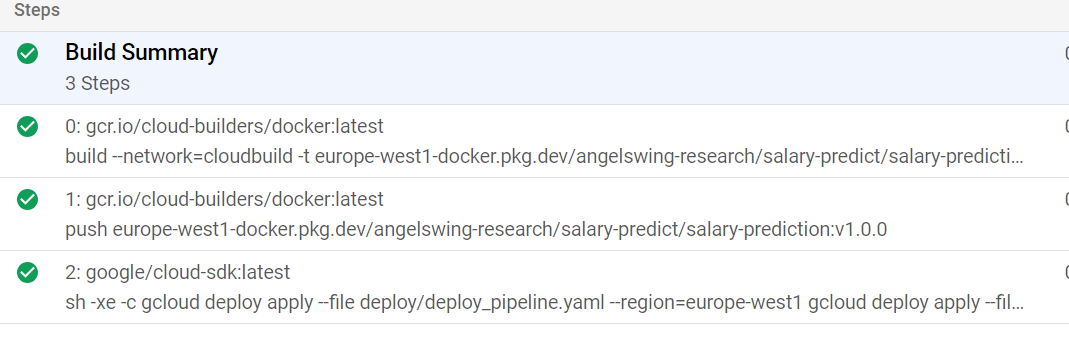 Steps
Build Summary
3 Steps
0: gcr.io/cloud-builders/docker:latest
build --network=cloudbuild -t europe-west1-docker.pkg.dev/angelswing-research/salary-predict/salary-predicti...
1: gcr.io/cloud-builders/docker:latest
push europe-west1-docker.pkg.dev/angelswing-research/salary-predict/salary-prediction:v1.0.0
2: google/cloud-sdk:latest
sh -xe -c gcloud deploy apply --file deploy/deploy_pipeline.yaml --region=europe-west1 gcloud deploy apply --fil...